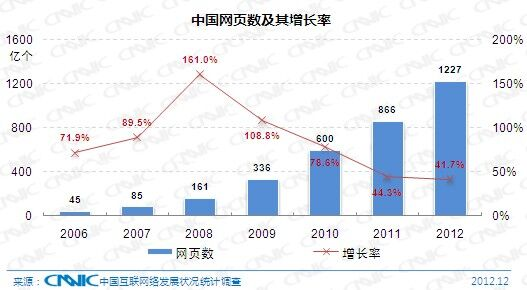 中国网页数及其增长率
1600 200%
亿个
1200 150%
800 100%
400 50%
0 0%
71.9% 89.5% 161.0% 108.8% 78.6% 44.3% 41.7%
45 85 161 336 600 866 1227
2006 2007 2008 2009 2010 2011 2012
网页数 增长率
来源：CNNIC中国互联网络发展状况统计调查 2012.12